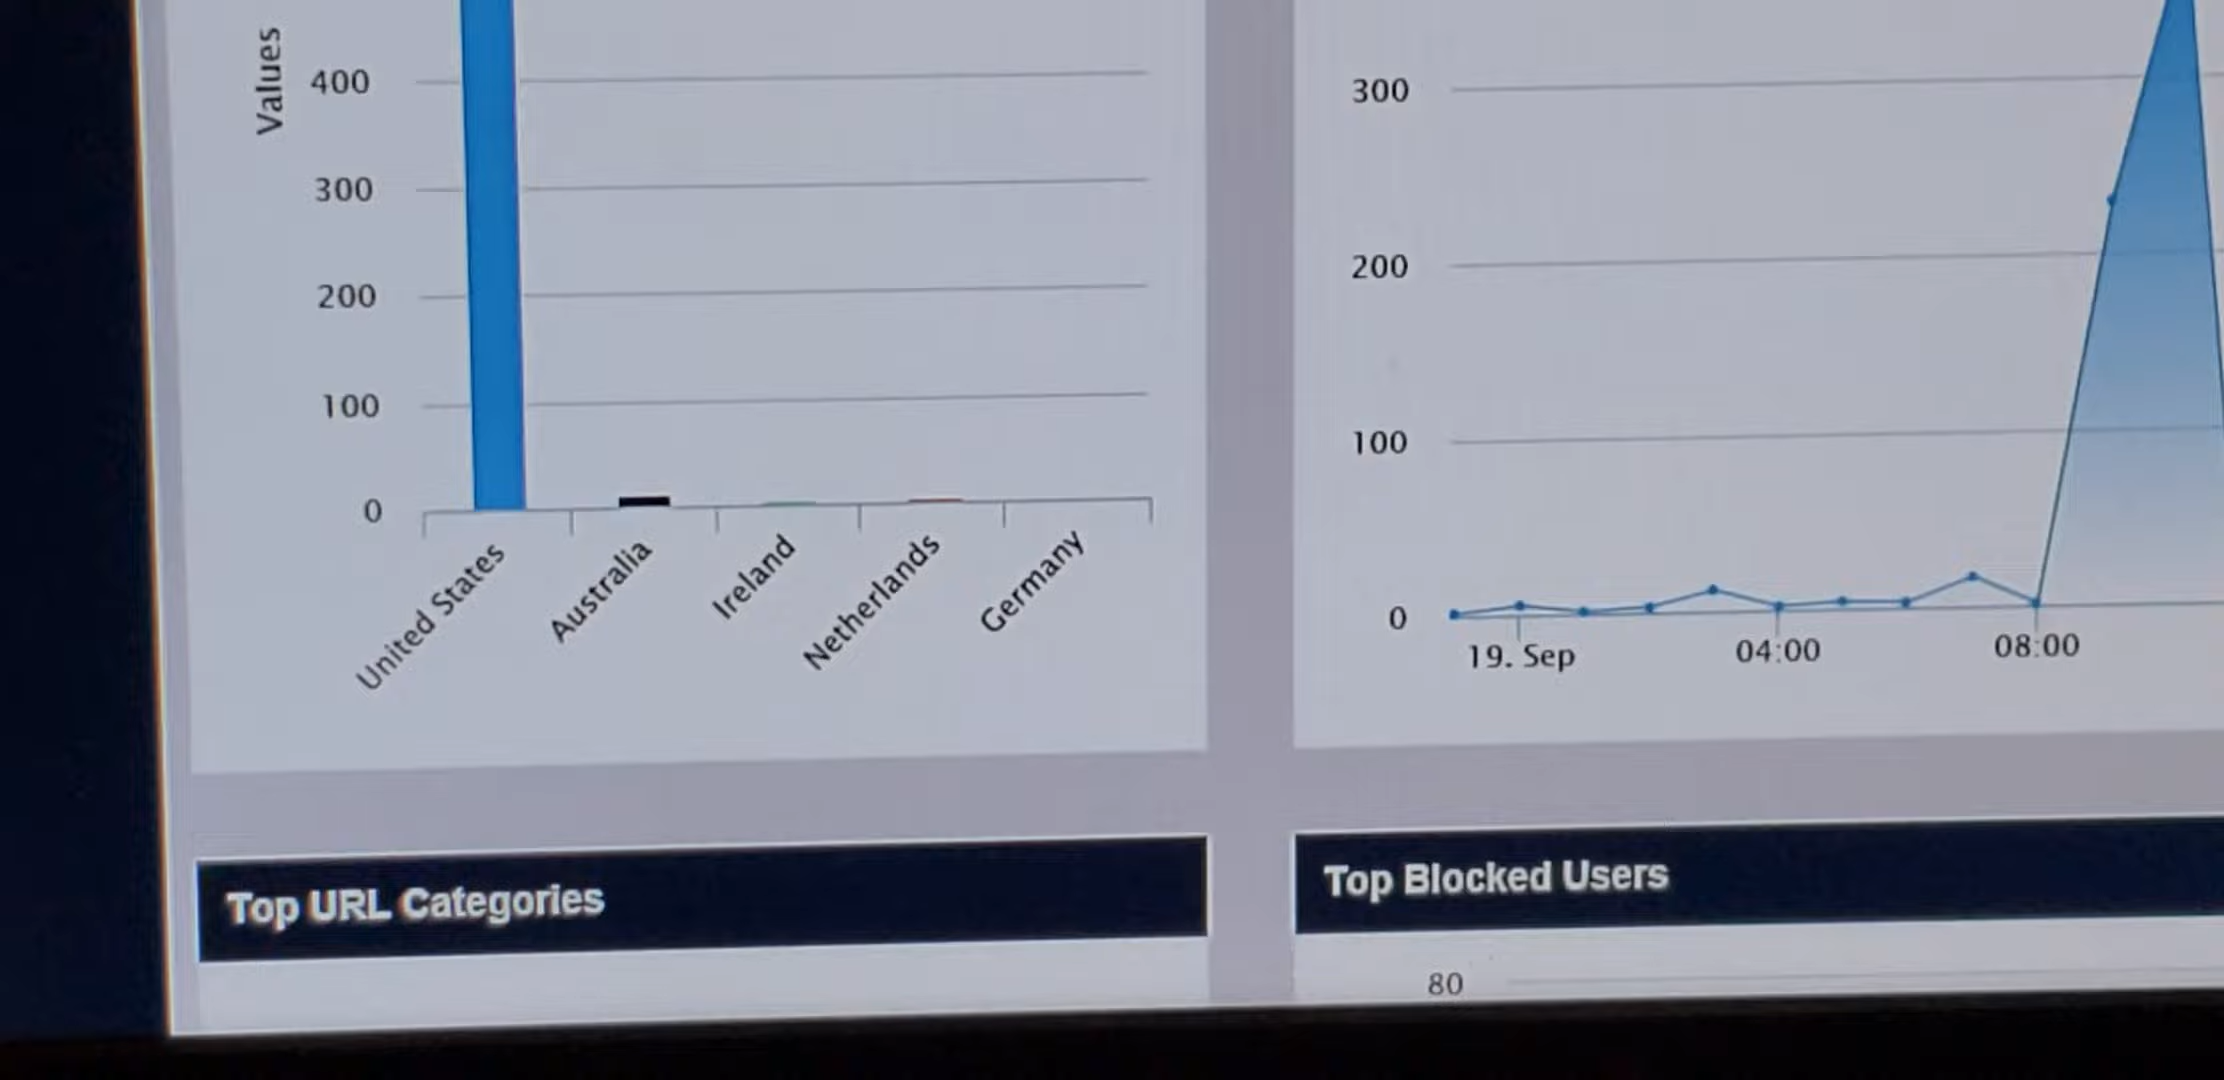 Values
400
300
200
100
0
United States
Australia
Ireland
Netherlands
Germany
300
200
100
0
19. Sep
04:00
08:00
Top URL Categories
Top Blocked Users
80